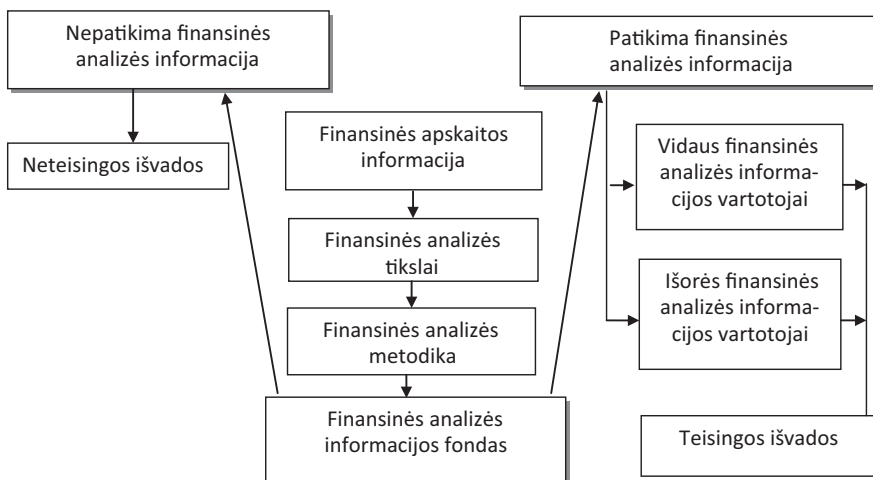 Nepatikima finansinės
analizės informacija
Patikima finansinės
analizės informacija
Finansinės apskaitos
informacija
Neteisingos išvados
Vidaus finansinės
analizės informa-
cijos vartotojai
Finansinės analizės
tikslai
Išorės finansinės
analizės informa-
cijos vartotojai
Finansinės analizės
metodika
Finansinės analizės
informacijos fondas
Teisingos išvados